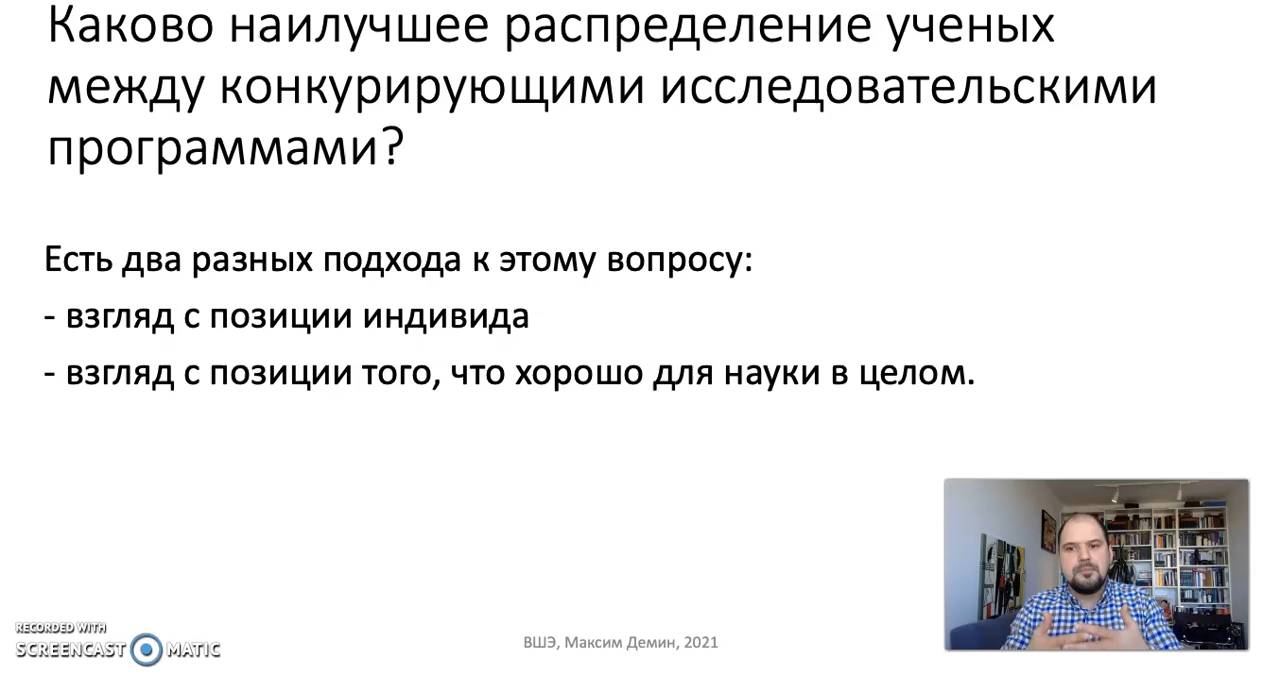 Каково наилучшее распределение ученых
между конкурирующими исследовательскими
программами?
Есть два разных подхода к этому вопросу:
- взгляд с позиции индивида
- взгляд с позиции того, что хорошо для науки в целом.
RECORDED WITH
SCREENCAST MATIC
ВШЭ, Максим Демин, 2021